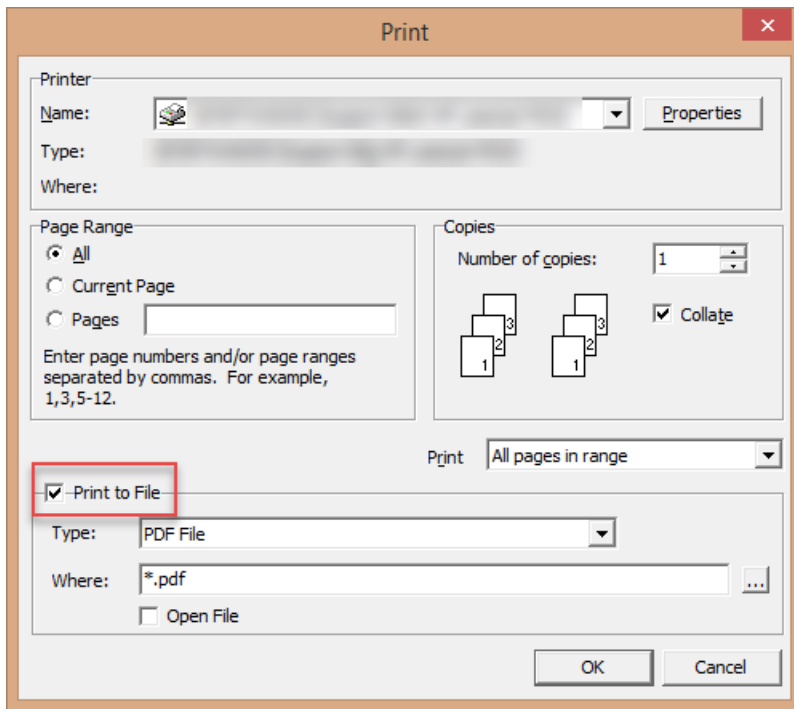 Print
Printer
Name:
Properties
Type:
Where:
Page Range
All
Current Page
Pages
Enter page numbers and/or page ranges
separated by commas. For example,
1,3,5-12.
Copies
Number of copies: 1
1 2 3 1 2 3
Collate
Print All pages in range
Print to File
Type: PDF File
Where: *.pdf ...
Open File
OK Cancel